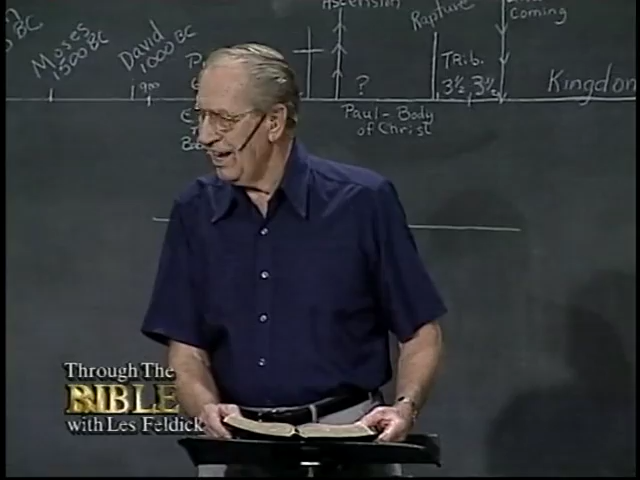 BC
Moses
1500 BC
David
1000 BC
Ascension
Rapture
Coming
?
Trib.
3½ 3½
Kingdom
Paul - Body
of Christ
Through The
BIBLE
with Les Feldick